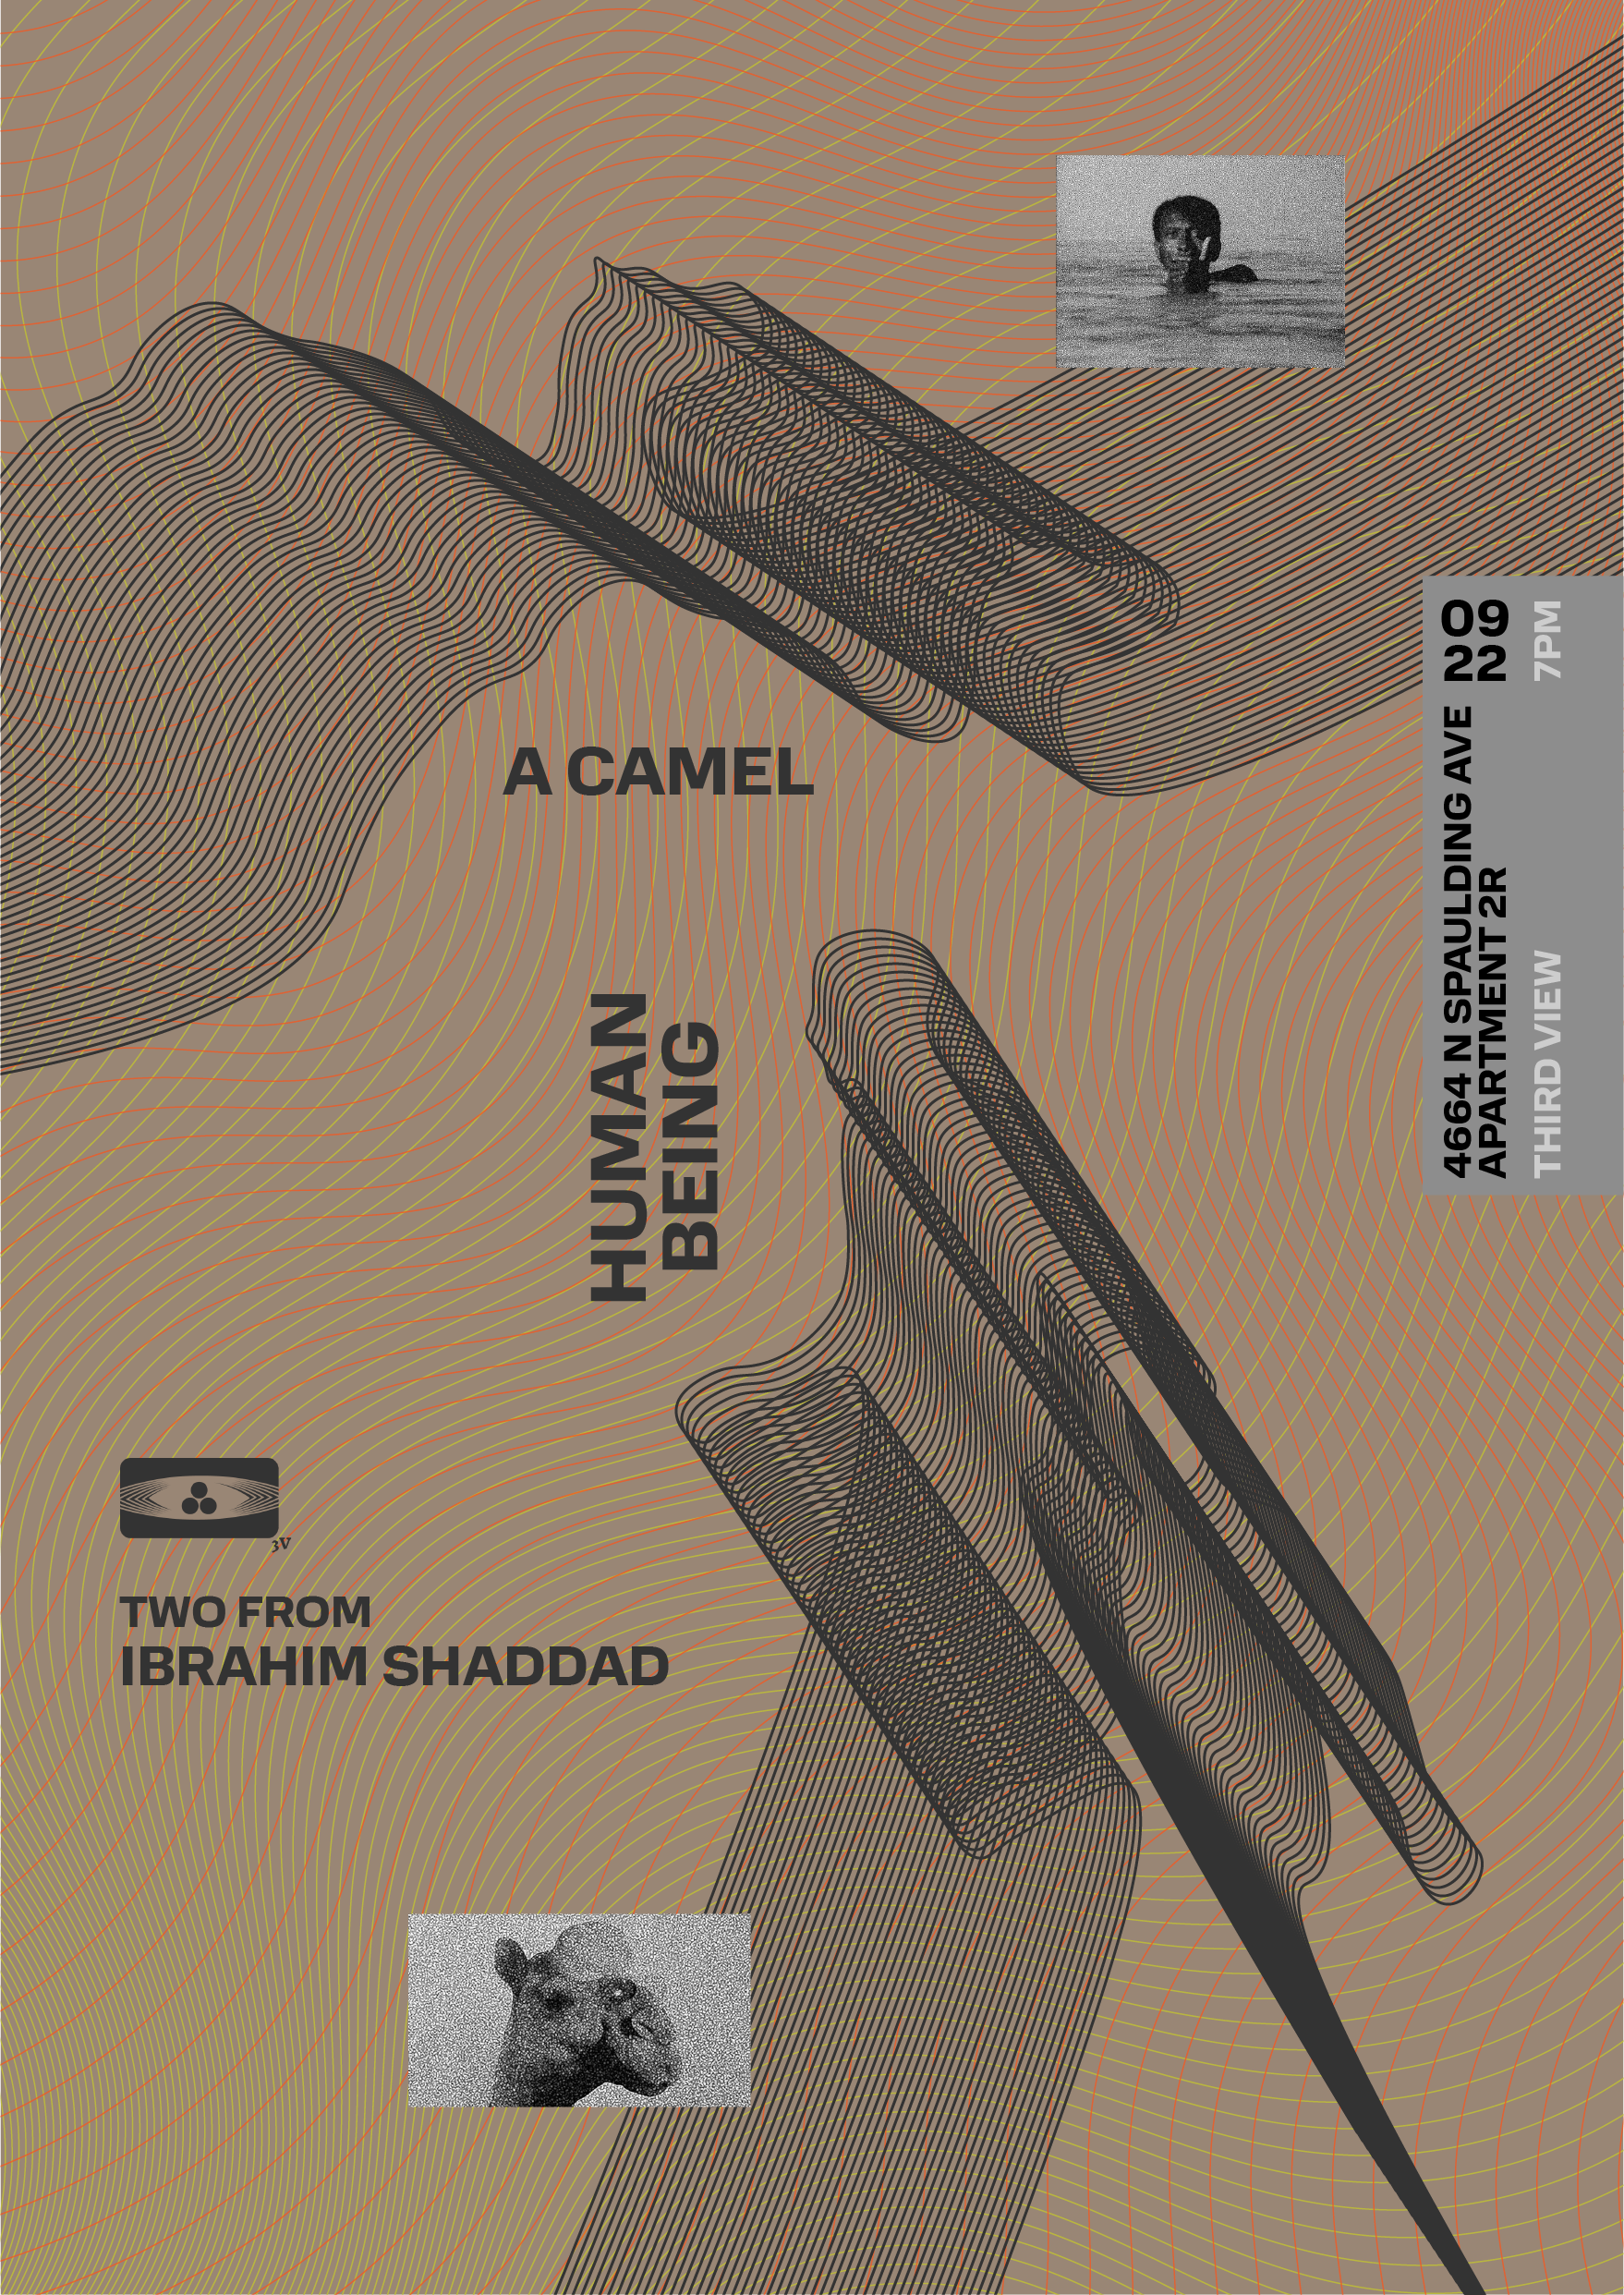 A CAMEL
HUMAN
BEING
09
22
7PM
4664 N SPAULDING AVE
APARTMENT 2R
THIRD VIEW
3V
TWO FROM
IBRAHIM SHADDAD